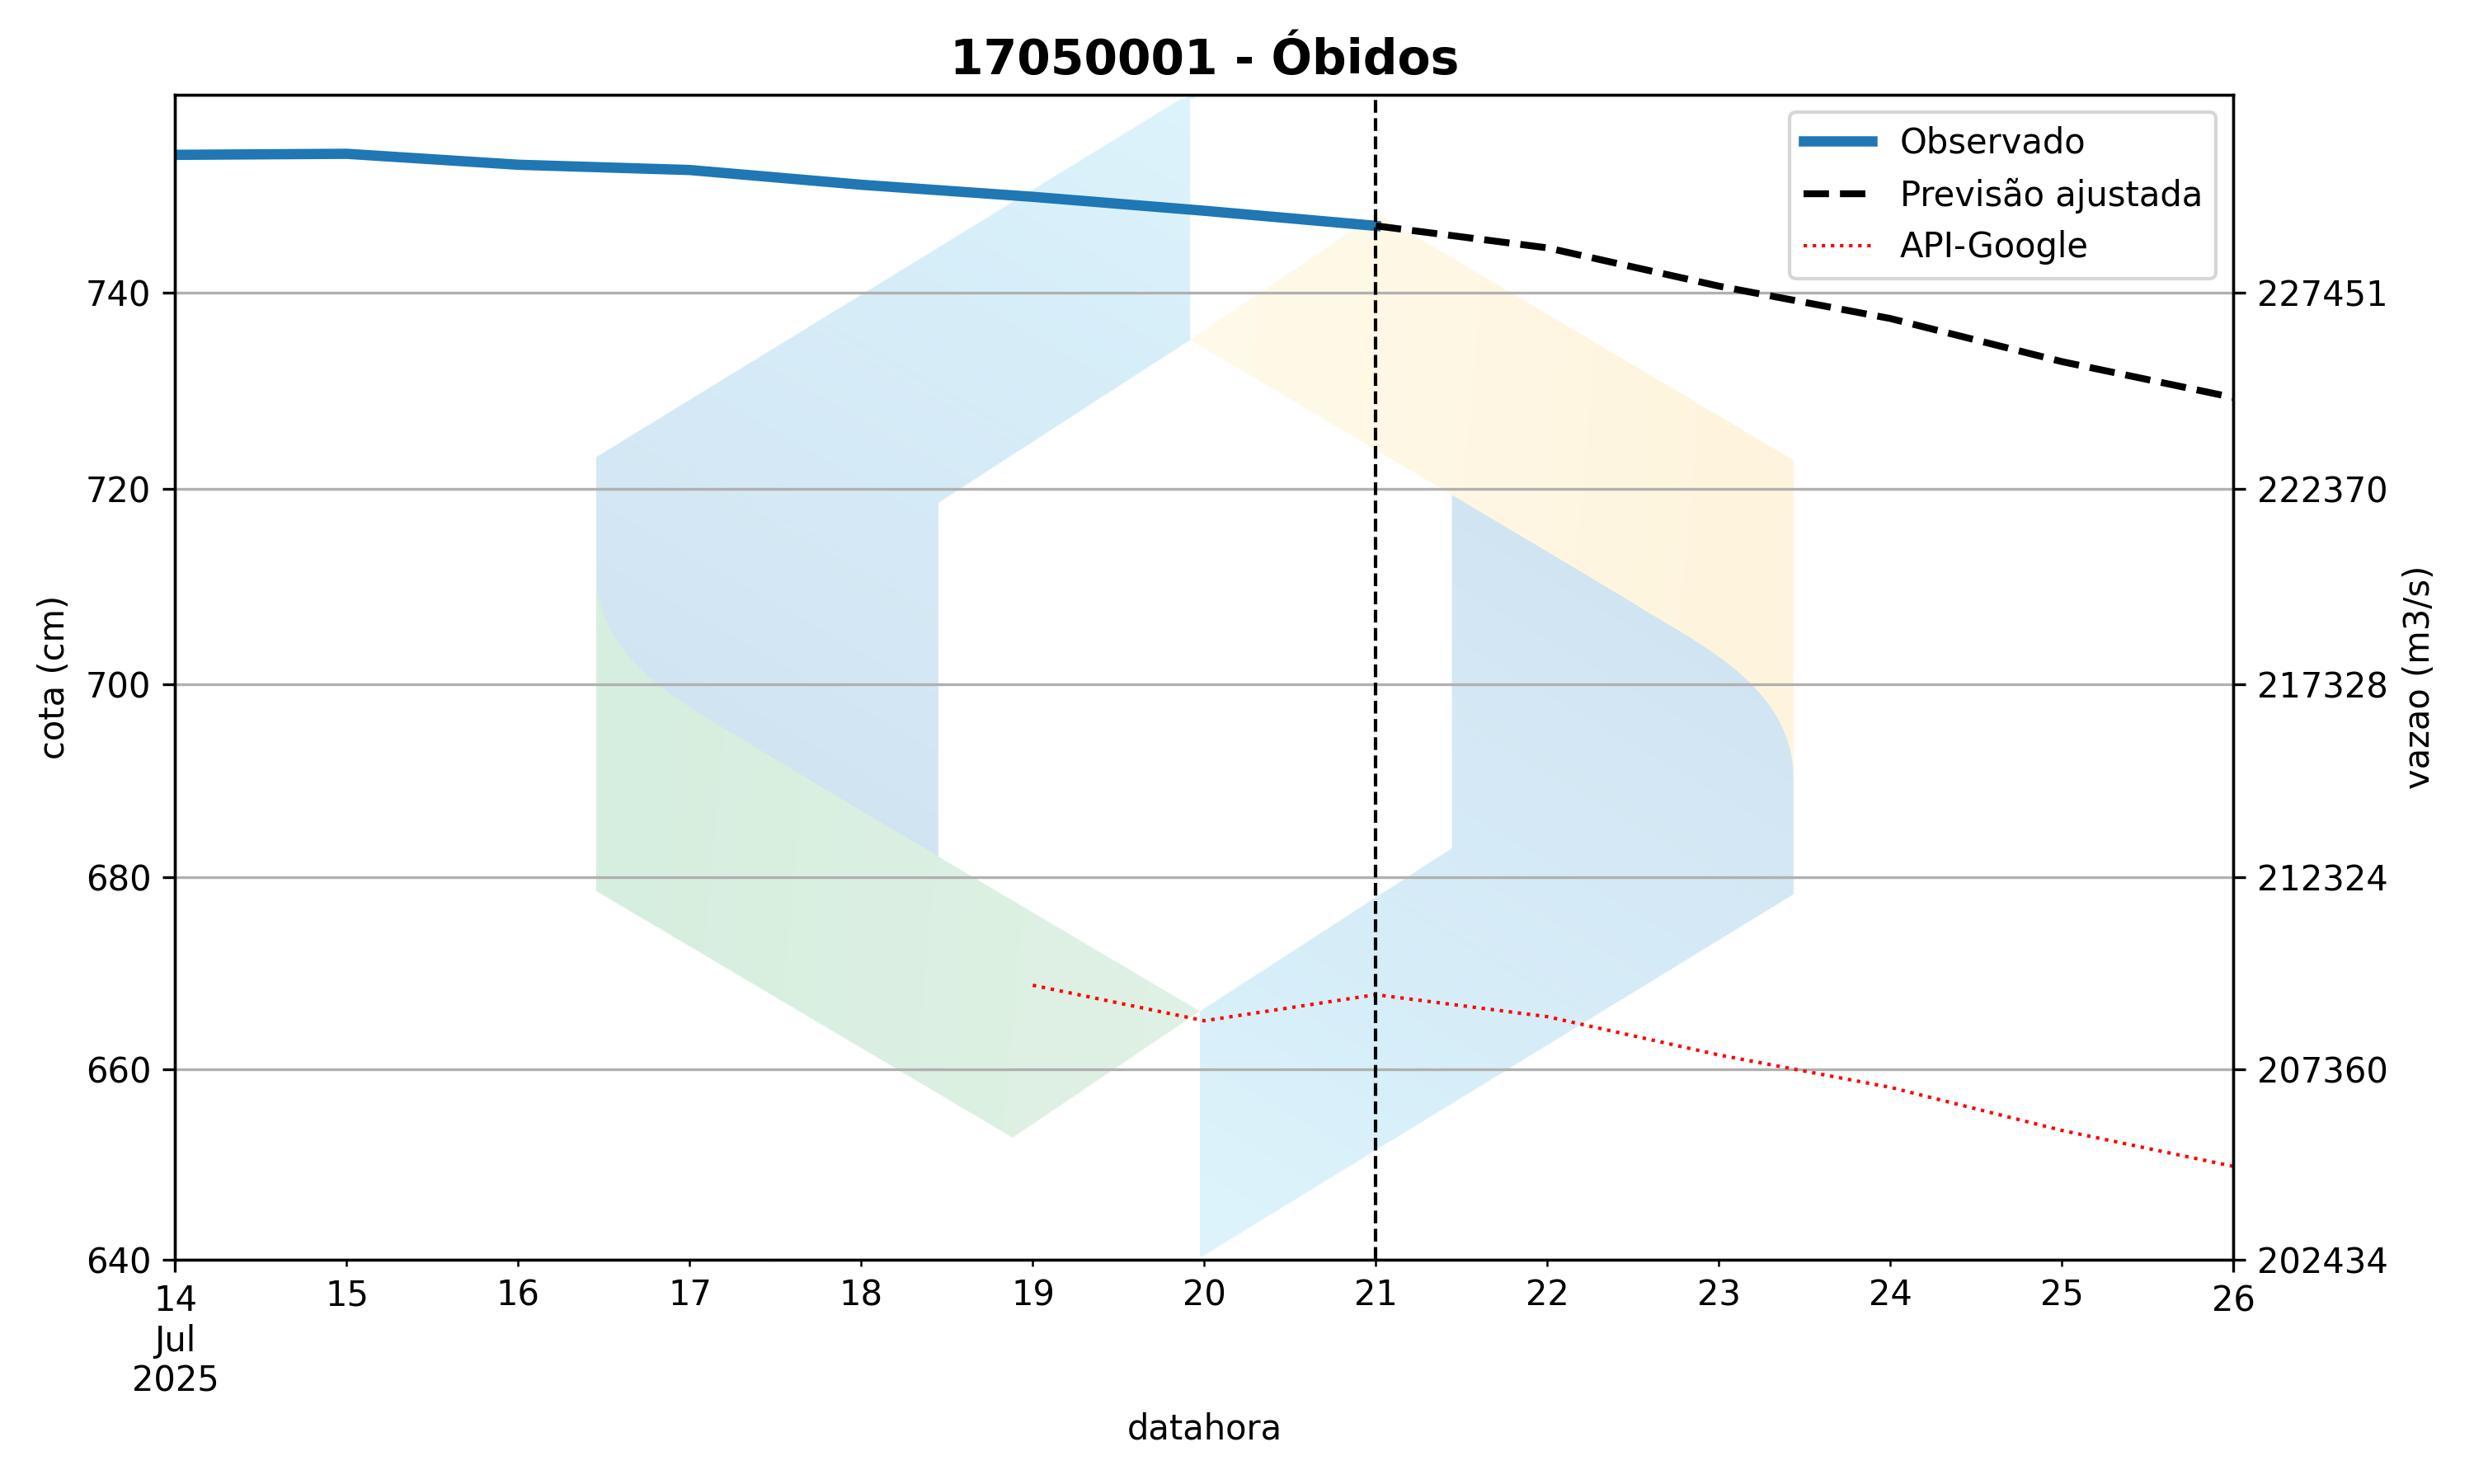 17050001 - Óbidos
Observado
Previsão ajustada
API-Google
740
720
700
680
660
640
cota (cm)
227451
222370
217328
212324
207360
202434
vazao (m3/s)
14 15 16 17 18 19 20 21 22 23 24 25 26
Jul
2025
datahora